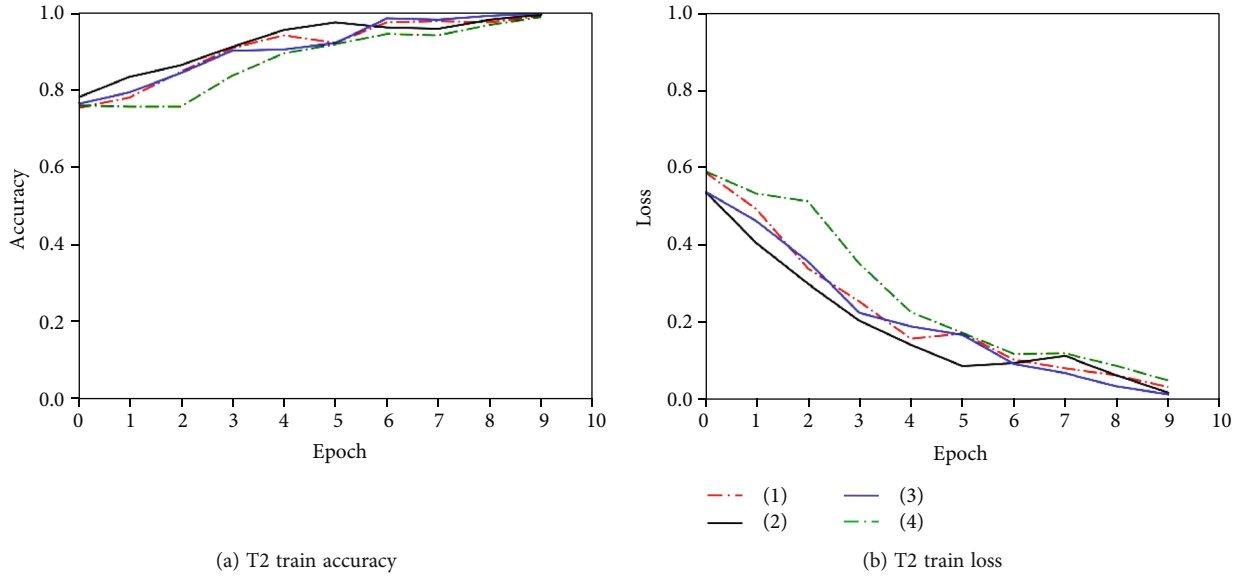 1.0
0.8
0.6
0.4
0.2
0.0
Accuracy
0 1 2 3 4 5 6 7 8 9 10
Epoch
(a) T2 train accuracy
1.0
0.8
0.6
0.4
0.2
0.0
Loss
0 1 2 3 4 5 6 7 8 9 10
Epoch
(1) (3)
(2) (4)
(b) T2 train loss